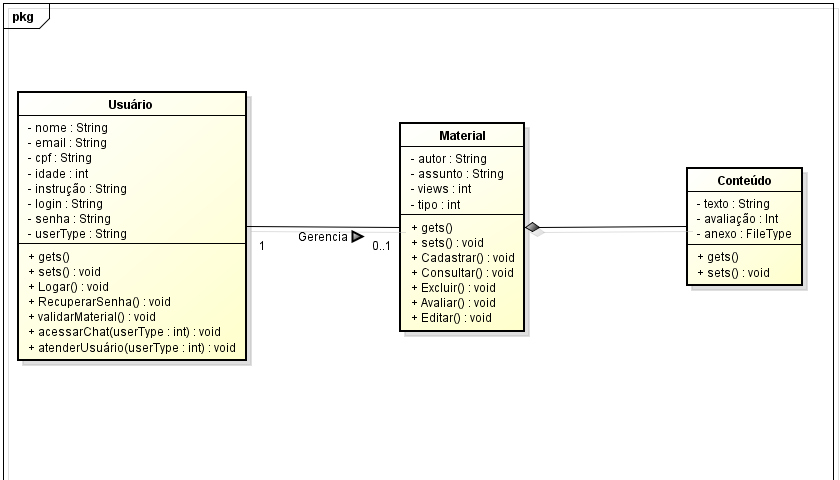 pkg
Usuário
- nome : String
- email : String
- cpf : String
- idade : int
- instrução : String
- login : String
- senha : String
- userType : String
+ gets()
+ sets() : void
+ Logar() : void
+ RecuperarSenha() : void
+ validarMaterial() : void
+ acessarChat(userType : int) : void
+ atenderUsuário(userType : int) : void
1
Gerencia
0..1
Material
- autor : String
- assunto : String
- views : int
- tipo : int
+ gets()
+ sets() : void
+ Cadastrar() : void
+ Consultar() : void
+ Excluir() : void
+ Avaliar() : void
+ Editar() : void
Conteúdo
- texto : String
- avaliação : Int
- anexo : FileType
+ gets()
+ sets() : void